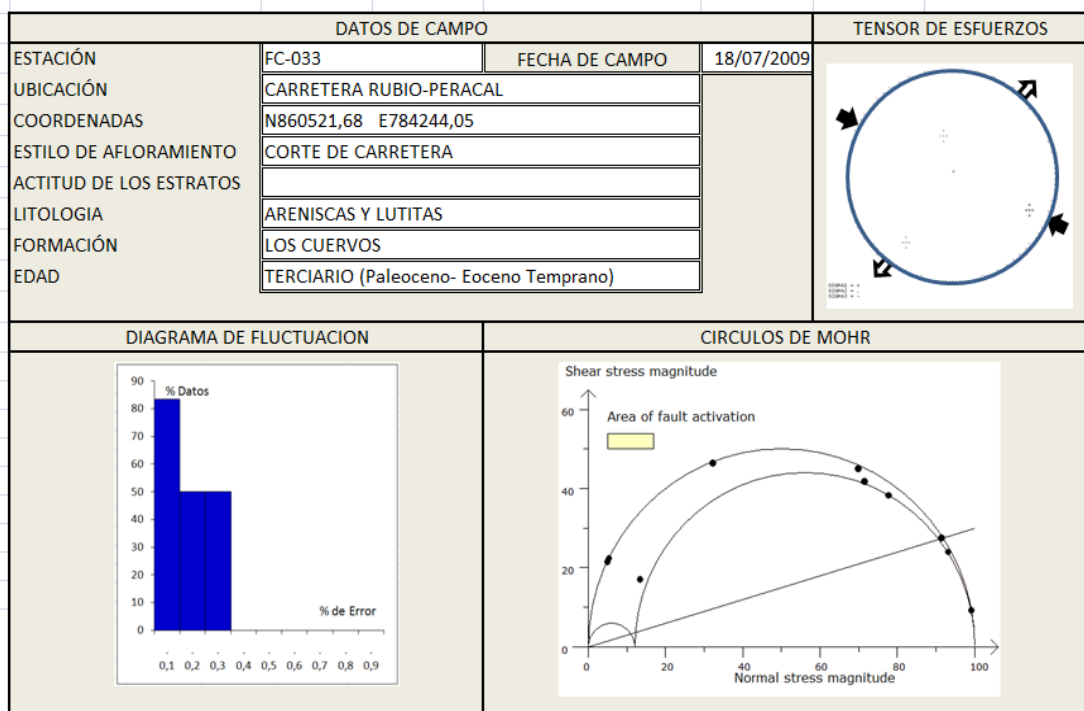 DATOS DE CAMPO
TENSOR DE ESFUERZOS
ESTACIÓN FC-033 FECHA DE CAMPO 18/07/2009
UBICACIÓN CARRETERA RUBIO-PERACAL
COORDENADAS N860521,68 E784244,05
ESTILO DE AFLORAMIENTO CORTE DE CARRETERA
ACTITUD DE LOS ESTRATOS
LITOLOGIA ARENISCAS Y LUTITAS
FORMACIÓN LOS CUERVOS
EDAD TERCIARIO (Paleoceno- Eoceno Temprano)
DIAGRAMA DE FLUCTUACION
CIRCULOS DE MOHR
% Datos
90
80
70
60
50
40
30
20
10
0
% de Error
0,1 0,2 0,3 0,4 0,5 0,6 0,7 0,8 0,9
Shear stress magnitude
Area of fault activation
60
40
20
0
0 20 40 60 80 100
Normal stress magnitude